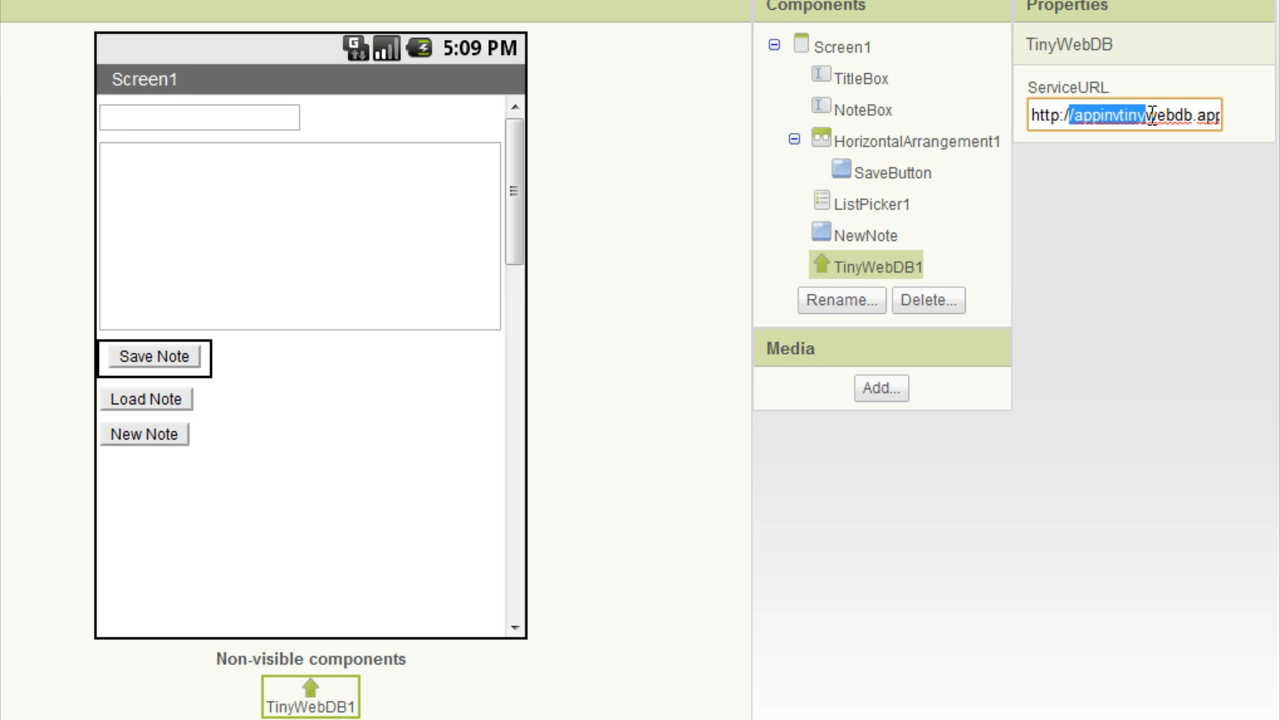 Components
Properties
5:09 PM
Screen1
Save Note
Load Note
New Note
Non-visible components
TinyWebDB1
Screen1
TitleBox
NoteBox
HorizontalArrangement1
SaveButton
ListPicker1
NewNote
TinyWebDB1
Rename... Delete...
Media
Add...
TinyWebDB
ServiceURL
http://appinvtinywebdb.app